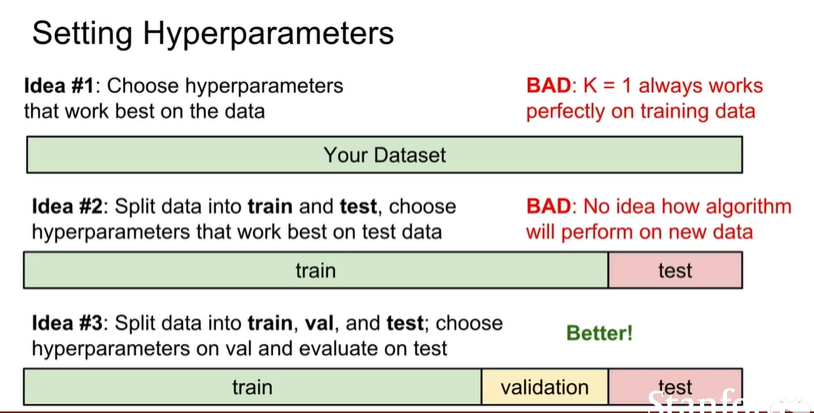 Setting Hyperparameters
Idea #1: Choose hyperparameters
that work best on the data
BAD: K = 1 always works
perfectly on training data
Your Dataset
Idea #2: Split data into train and test, choose
hyperparameters that work best on test data
BAD: No idea how algorithm
will perform on new data
train
test
Idea #3: Split data into train, val, and test; choose
hyperparameters on val and evaluate on test
Better!
train
validation
test